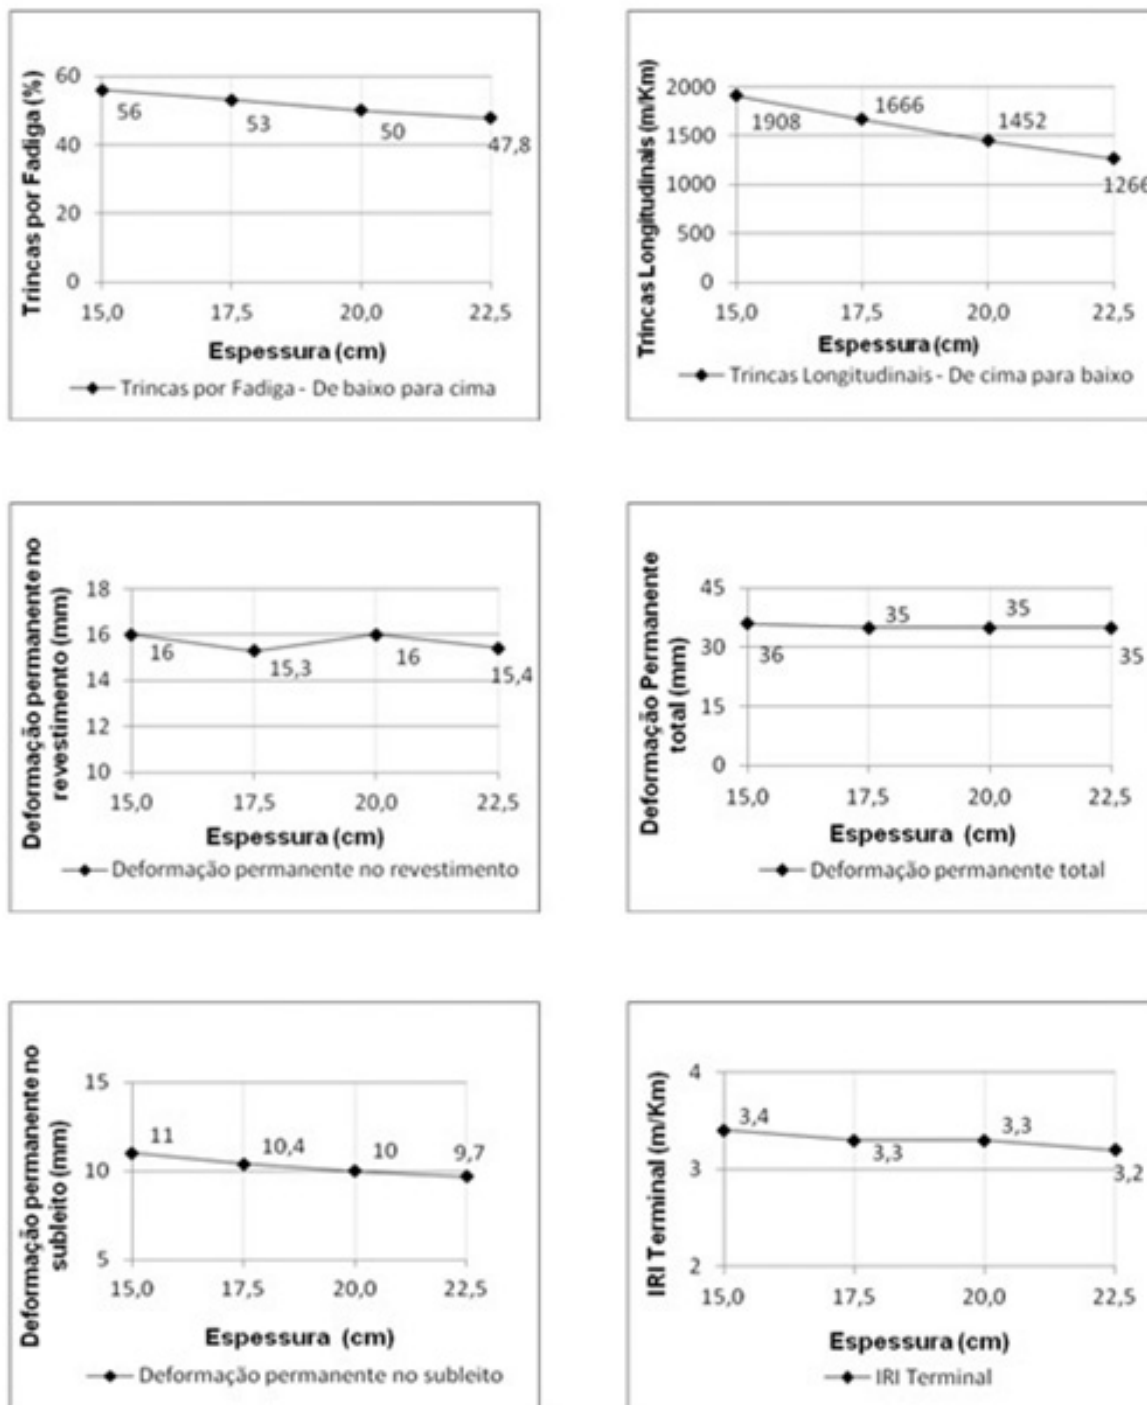 Trincas por Fadiga (%)
60
40
20
0
56
53
50
47,8
15,0 17,5 20,0 22,5
Espessura (cm)
Trincas por Fadiga - De baixo para cima
Trincas Longitudinais (m/Km)
2000
1500
1000
500
0
1908
1666
1452
1266
15,0 17,5 20,0 22,5
Espessura (cm)
Trincas Longitudinais - De cima para baixo
Deformação permanente no
revestimento (mm)
18
16
14
12
10
16
15,3
16
15,4
15,0 17,5 20,0 22,5
Espessura (cm)
Deformação permanente no revestimento
Deformação Permanente
total (mm)
45
30
15
0
36
35
35
35
15,0 17,5 20,0 22,5
Espessura (cm)
Deformação permanente total
Deformação permanente no
subleito (mm)
15
10
5
11
10,4
10
9,7
15,0 17,5 20,0 22,5
Espessura (cm)
Deformação permanente no subleito
IRI Terminal (m/Km)
4
3
2
3,4
3,3
3,3
3,2
15,0 17,5 20,0 22,5
Espessura (cm)
IRI Terminal